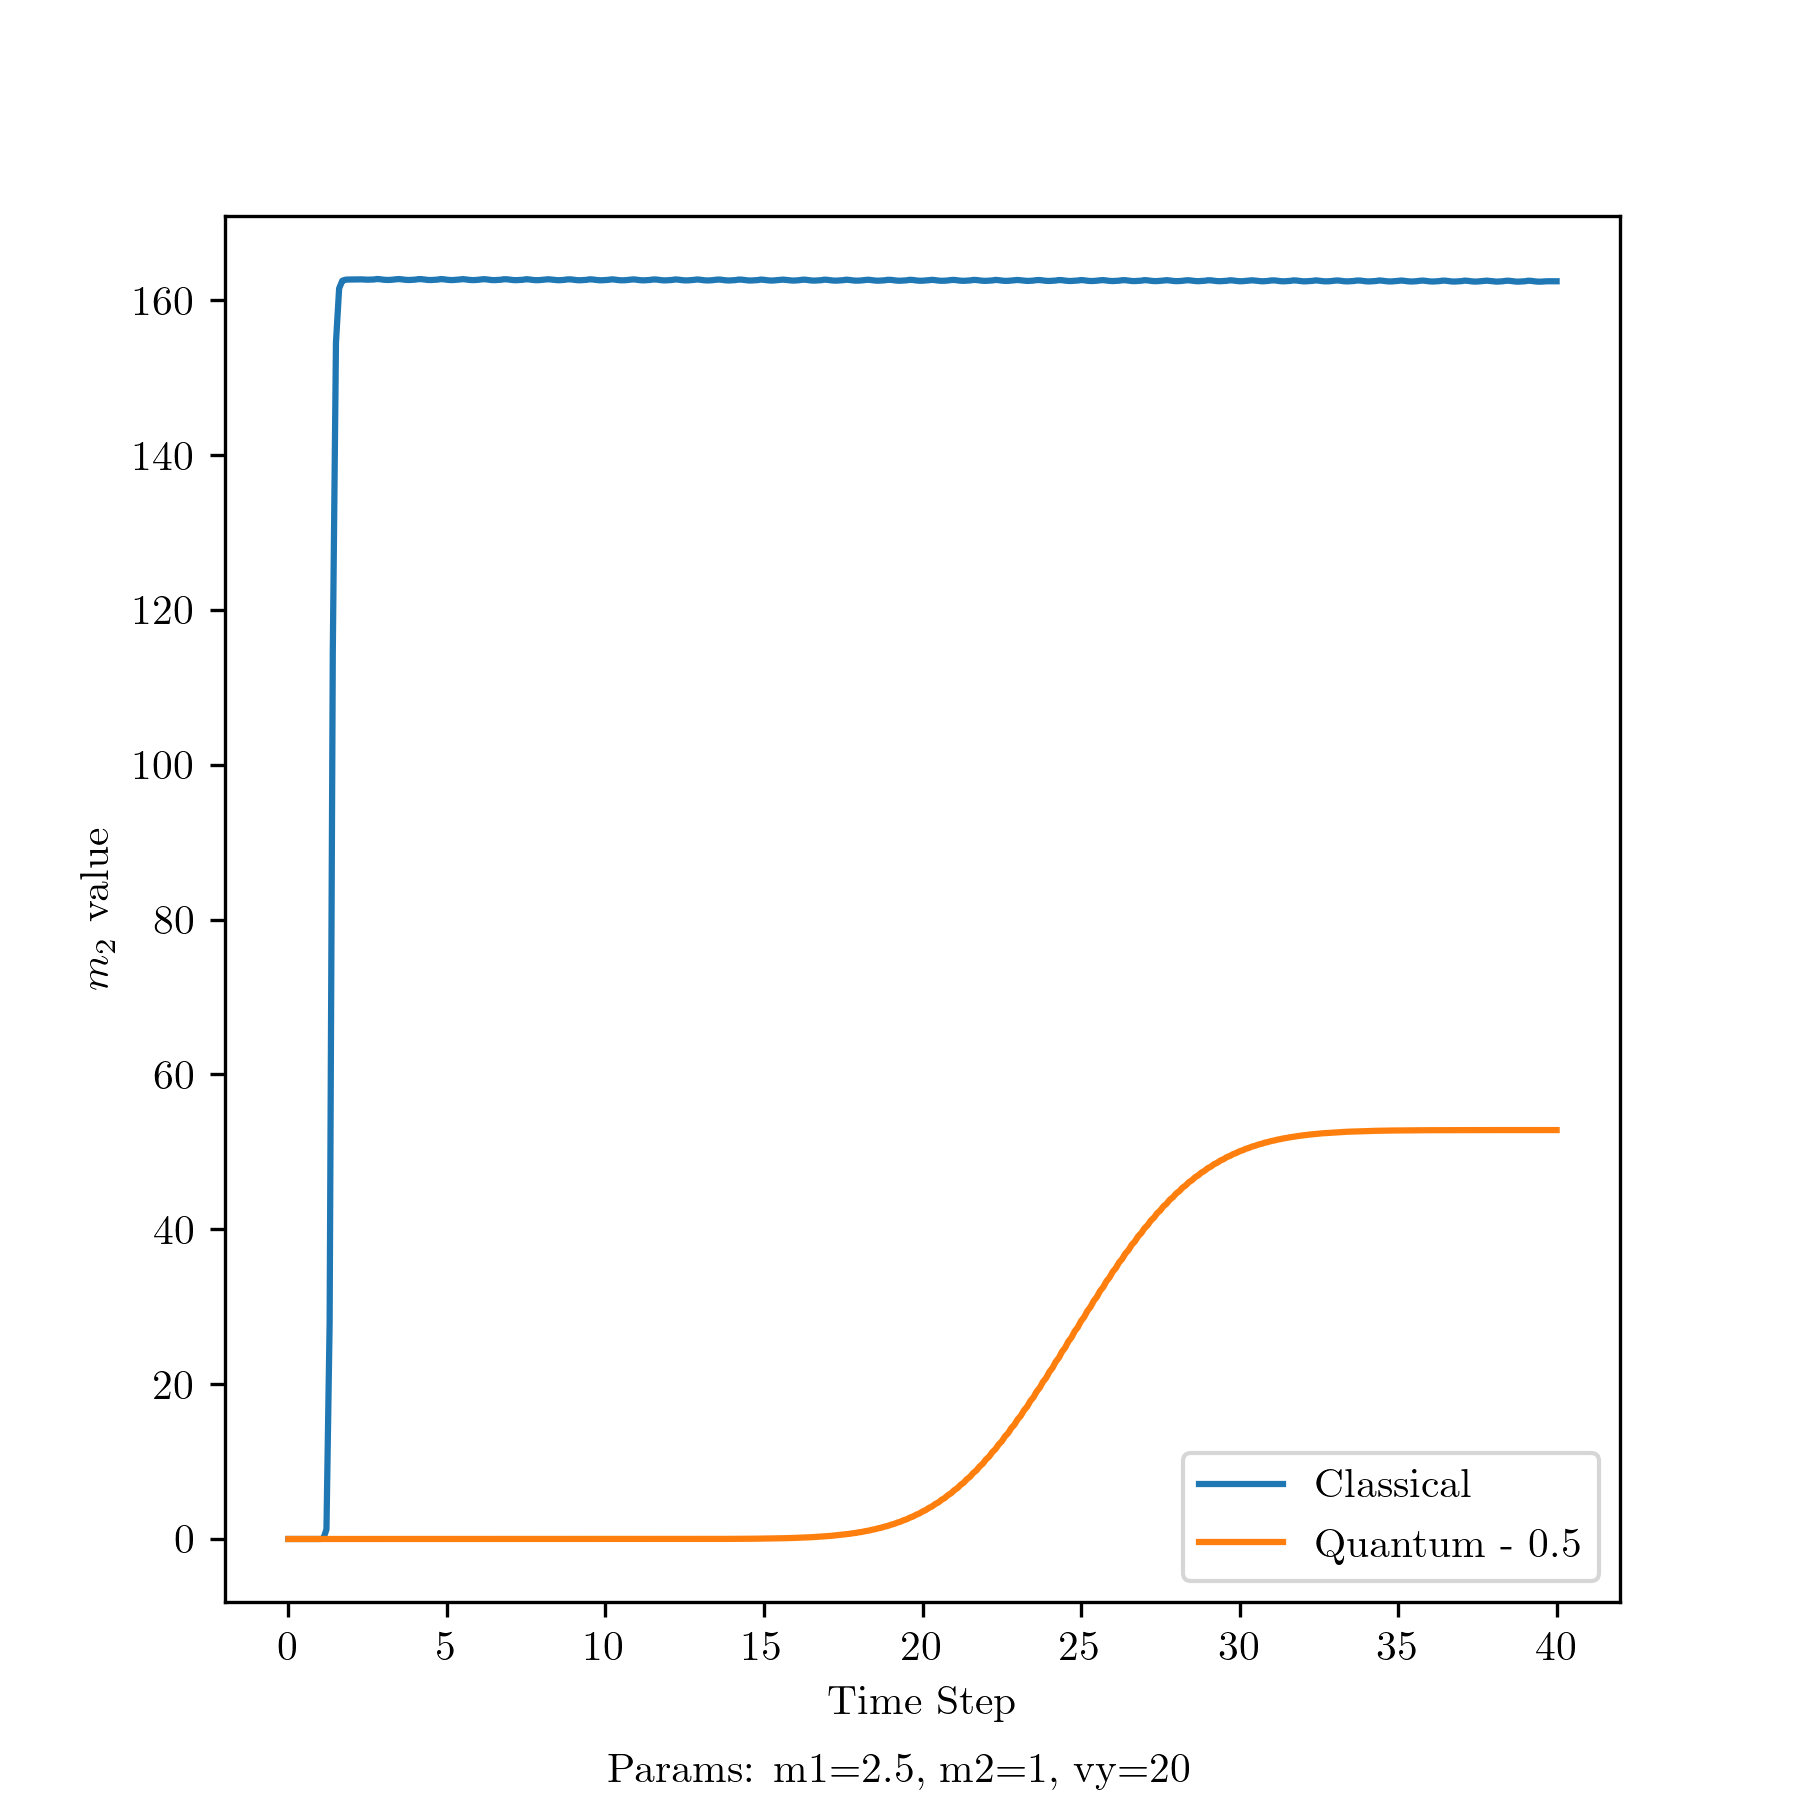 160
140
120
100
80
60
40
20
0
m₂ value
0 5 10 15 20 25 30 35 40
Time Step
Classical
Quantum - 0.5
Params: m1=2.5, m2=1, vy=20